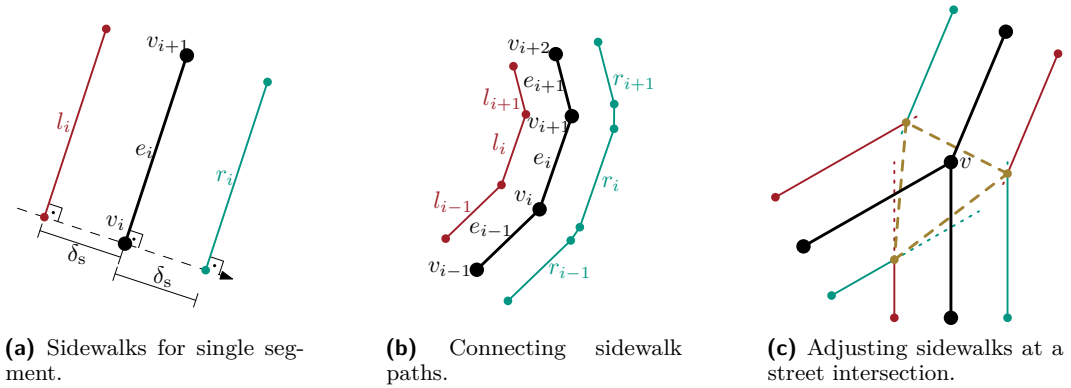 v_{i+1}
l_i
e_i
r_i
v_i
δ_s
δ_s
v_{i+2}
r_{i+1}
e_{i+1}
l_{i+1}
v_{i+1}
l_i
e_i
r_i
v_i
l_{i−1}
e_{i−1}
v_{i−1}
r_{i−1}
v
(a) Sidewalks for single seg-
ment.
(b) Connecting sidewalk
paths.
(c) Adjusting sidewalks at a
street intersection.